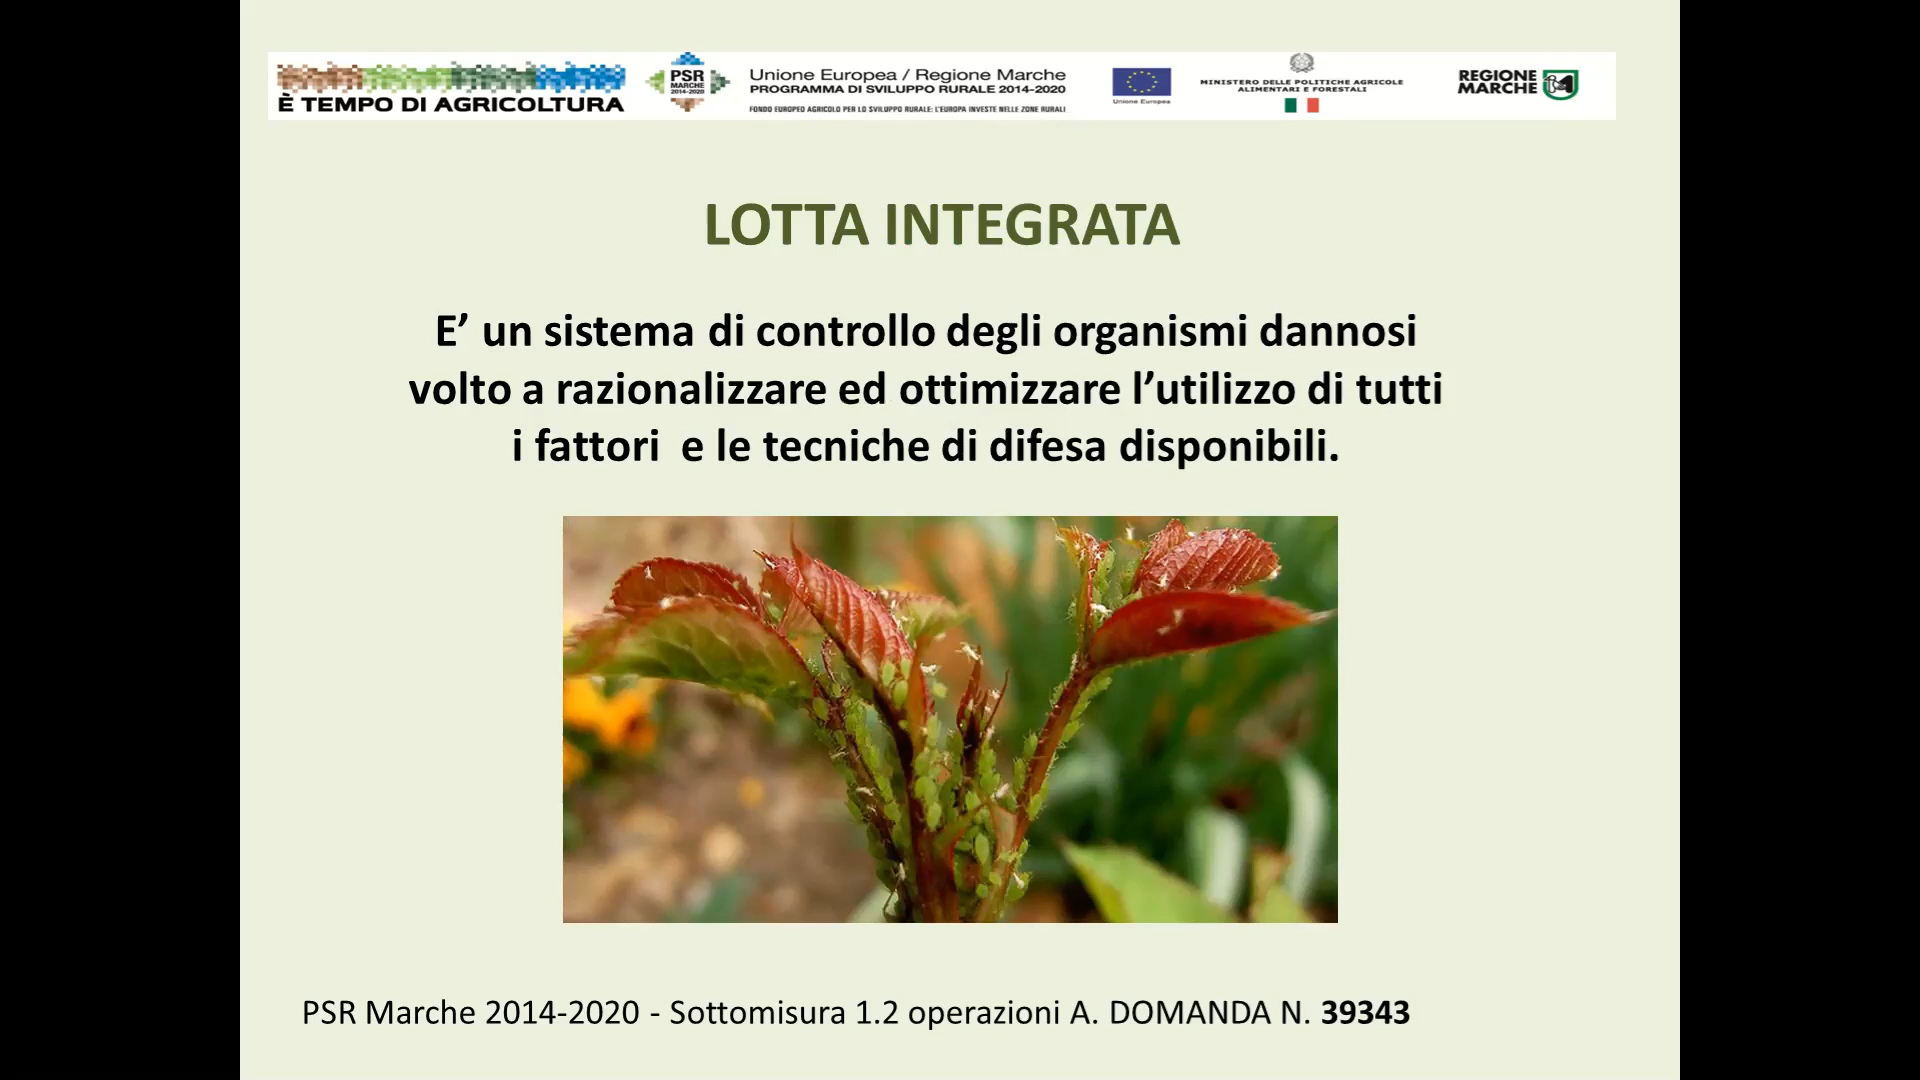 È TEMPO DI AGRICOLTURA
PSR
MARCHE
2014-2020
Unione Europea / Regione Marche
PROGRAMMA DI SVILUPPO RURALE 2014-2020
FONDO EUROPEO AGRICOLO PER LO SVILUPPO RURALE: L'EUROPA INVESTE NELLE ZONE RURALI
Unione Europea
MINISTERO DELLE POLITICHE AGRICOLE
ALIMENTARI E FORESTALI
REGIONE
MARCHE
LOTTA INTEGRATA
E’ un sistema di controllo degli organismi dannosi
volto a razionalizzare ed ottimizzare l’utilizzo di tutti
i fattori  e le tecniche di difesa disponibili.
PSR Marche 2014-2020 - Sottomisura 1.2 operazioni A. DOMANDA N. 39343